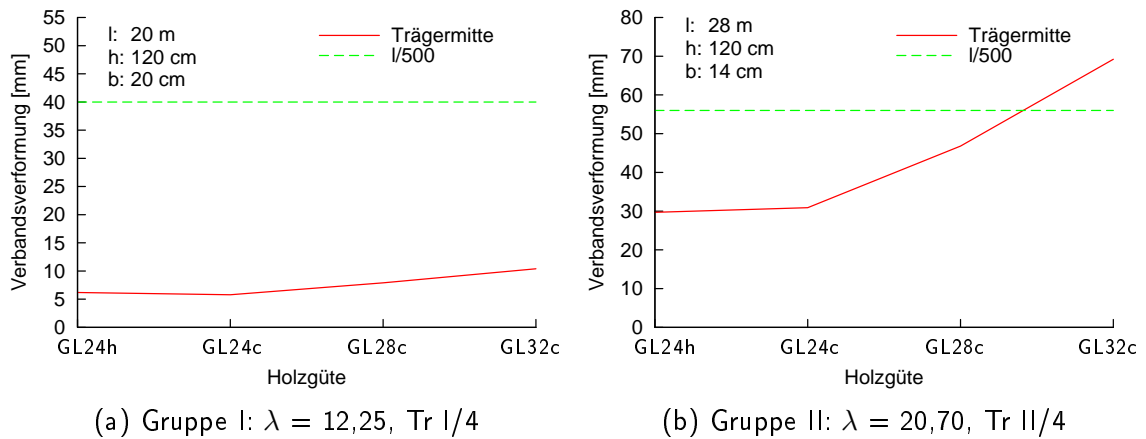 Verbandsverformung [mm]
55
50
45
40
35
30
25
20
15
10
5
0
l: 20 m
h: 120 cm
b: 20 cm
Trägermitte
l/500
GL24h GL24c GL28c GL32c
Holzgüte
(a) Gruppe I: λ = 12,25, Tr I/4
Verbandsverformung [mm]
80
70
60
50
40
30
20
10
0
l: 28 m
h: 120 cm
b: 14 cm
Trägermitte
l/500
GL24h GL24c GL28c GL32c
Holzgüte
(b) Gruppe II: λ = 20,70, Tr II/4